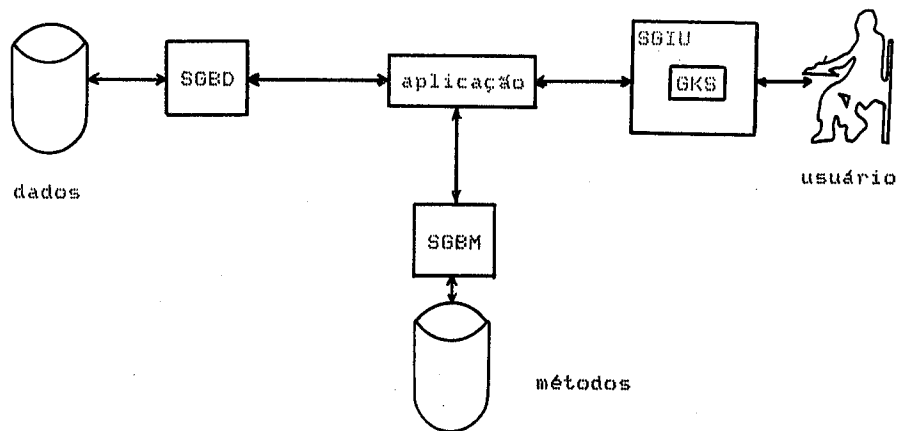 SGIU
SGBD
aplicação
GKS
dados
usuário
SGBM
métodos